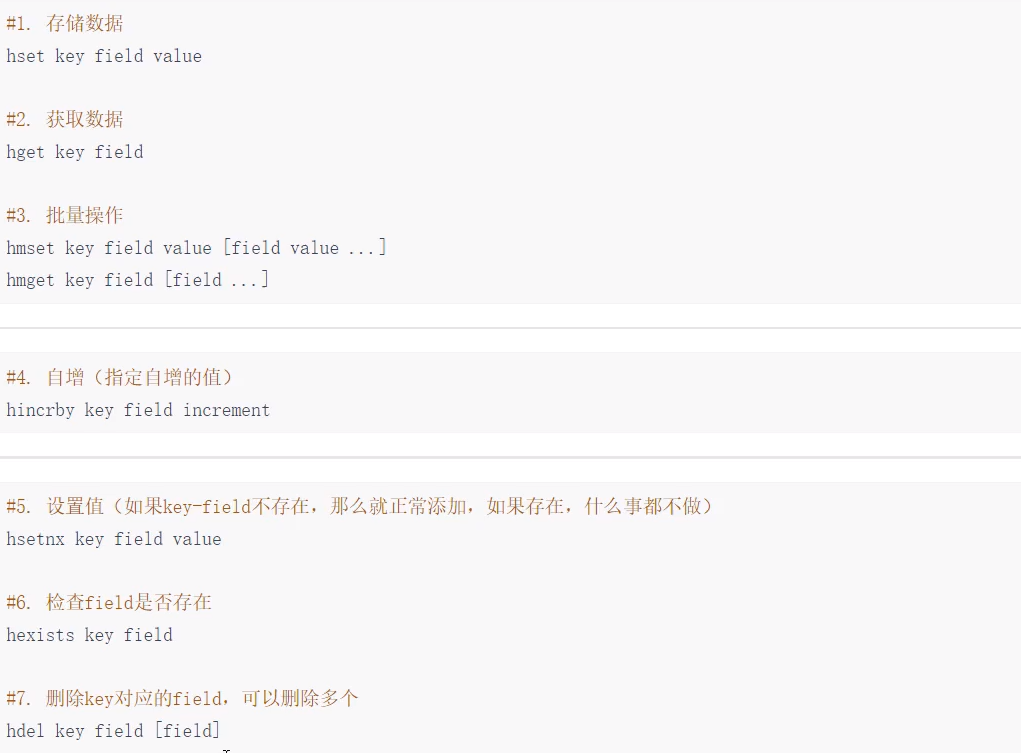 #1. 存储数据
hset key field value
#2. 获取数据
hget key field
#3. 批量操作
hmset key field value [field value ...]
hmget key field [field ...]
#4. 自增（指定自增的值）
hincrby key field increment
#5. 设置值（如果key-field不存在，那么就正常添加，如果存在，什么事都不做）
hsetnx key field value
#6. 检查field是否存在
hexists key field
#7. 删除key对应的field，可以删除多个
hdel key field [field]